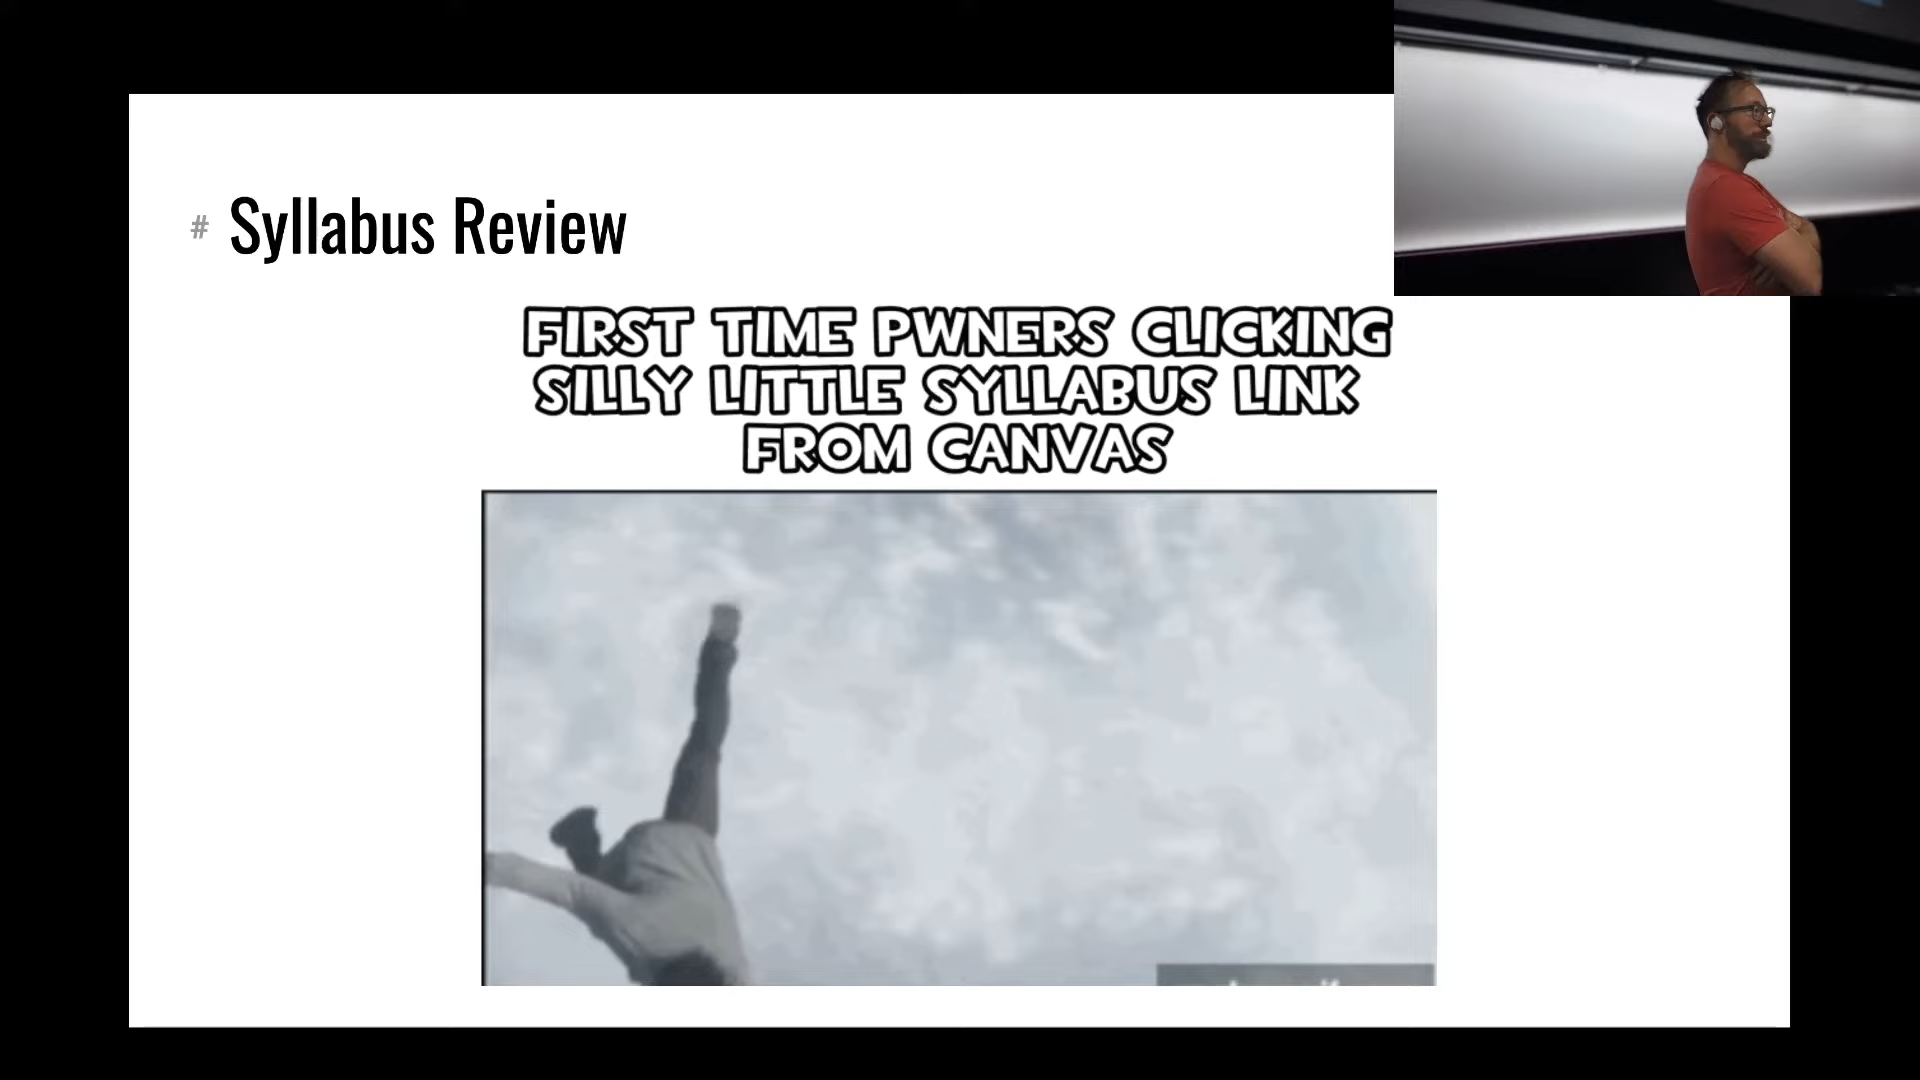 # Syllabus Review
FIRST TIME PWNERS CLICKING
SILLY LITTLE SYLLABUS LINK
FROM CANVAS